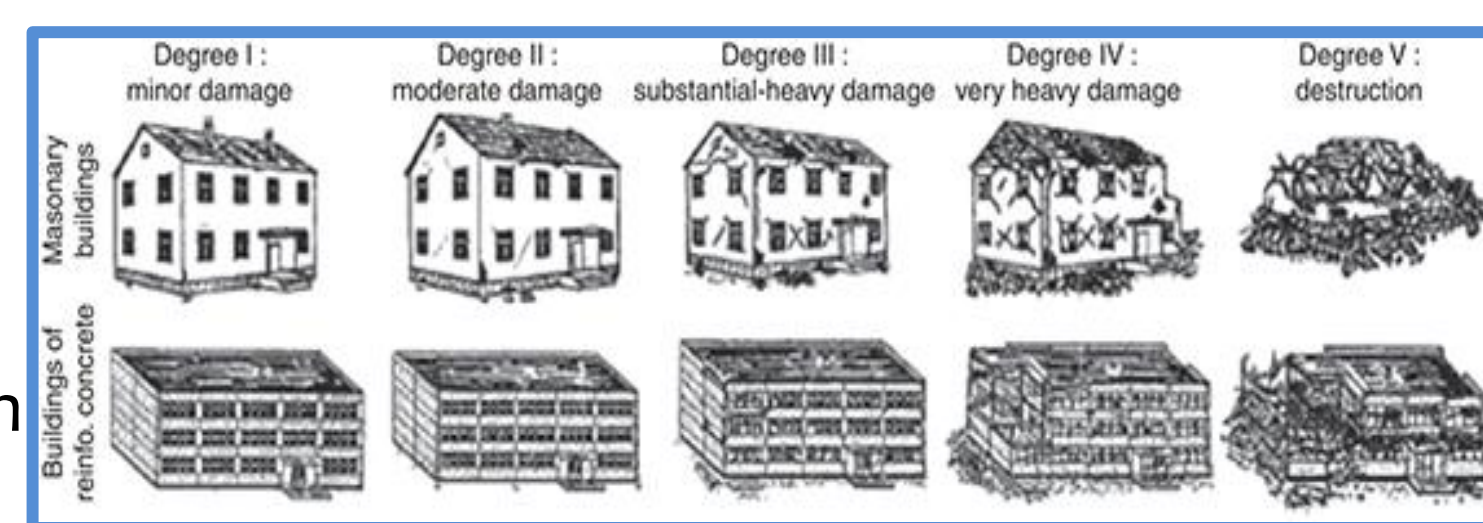 Degree I :
minor damage
Degree II :
moderate damage
Degree III :
substantial-heavy damage
Degree IV :
very heavy damage
Degree V :
destruction
Masonary
buildings
Buildings of
reinfo. concrete
n